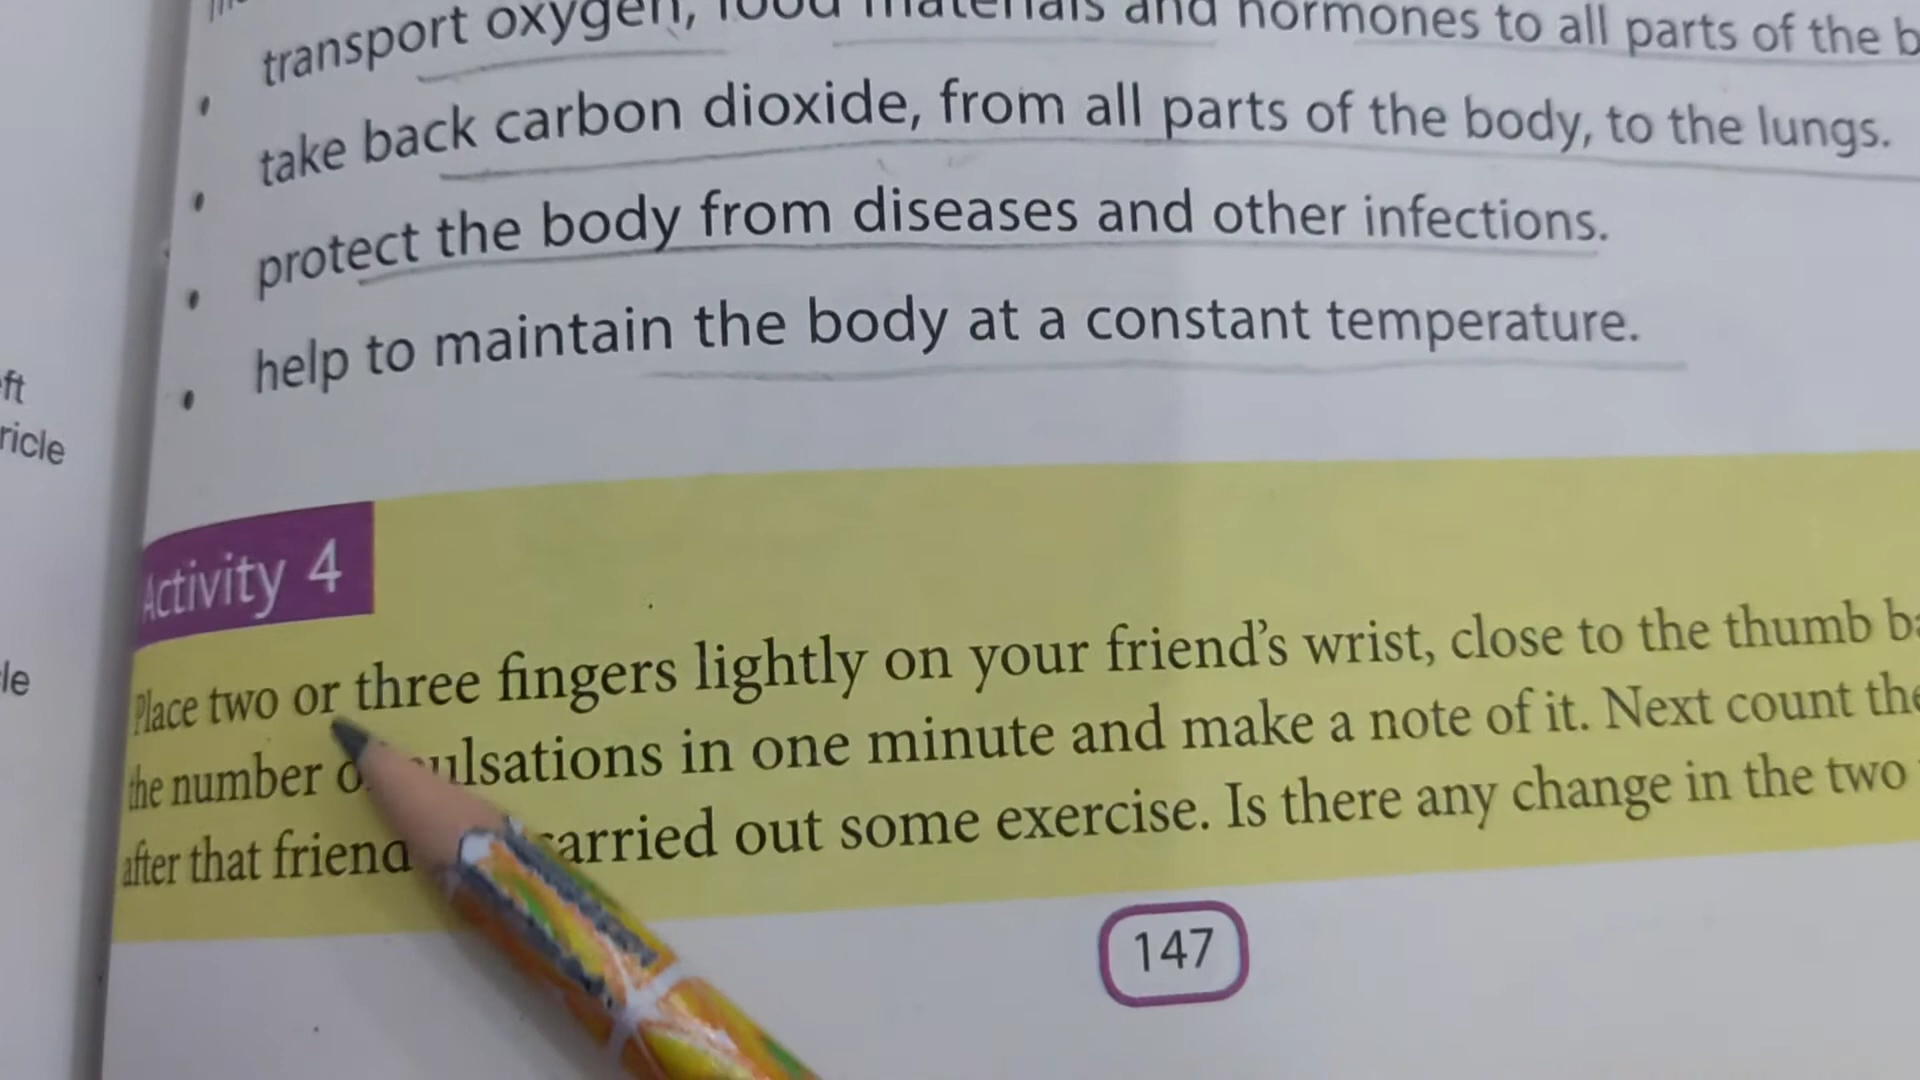 transport oxygen, food materials and hormones to all parts of the b
take back carbon dioxide, from all parts of the body, to the lungs.
protect the body from diseases and other infections.
help to maintain the body at a constant temperature.
ft
ricle
le
Activity 4
Place two or three fingers lightly on your friend's wrist, close to the thumb ba
the number o ulsations in one minute and make a note of it. Next count the
after that friend arried out some exercise. Is there any change in the two
147